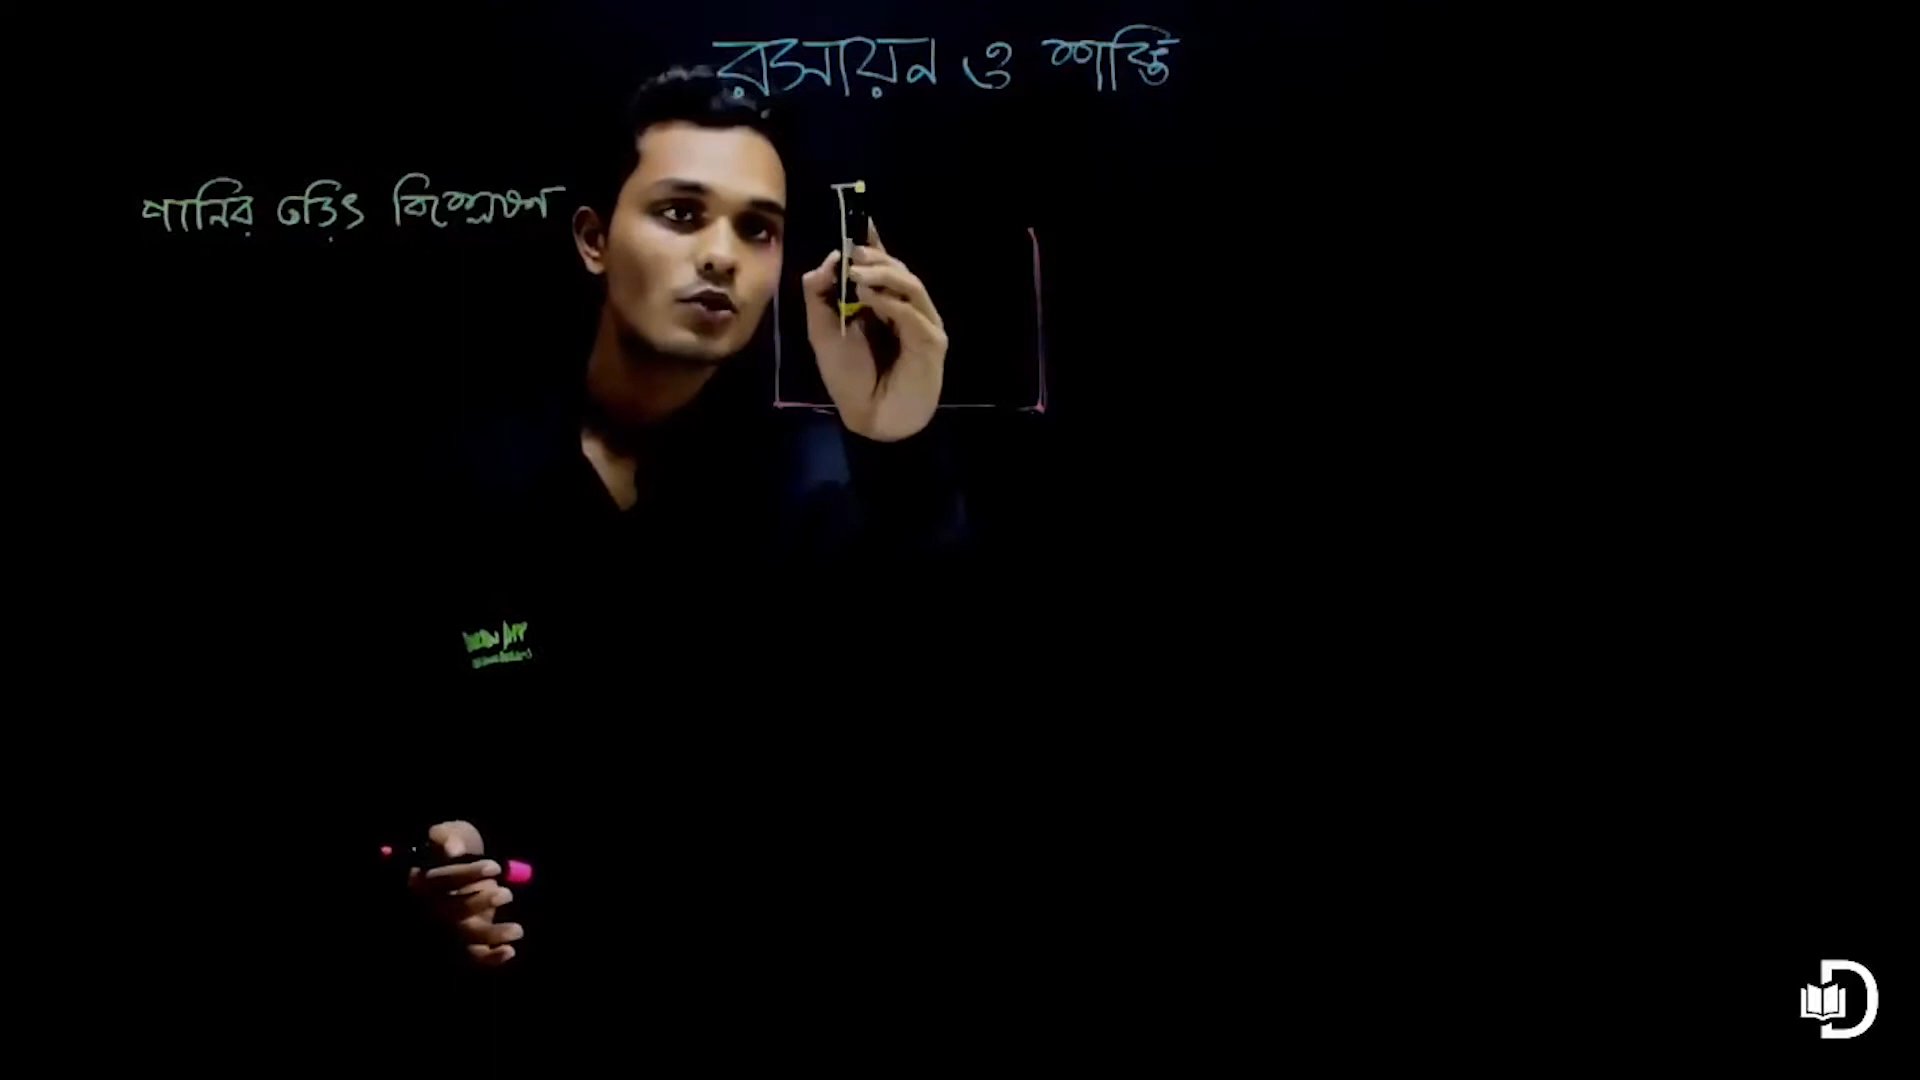 রসায়ন ও শক্তি
পানির তড়িৎ বিশ্লেষণ